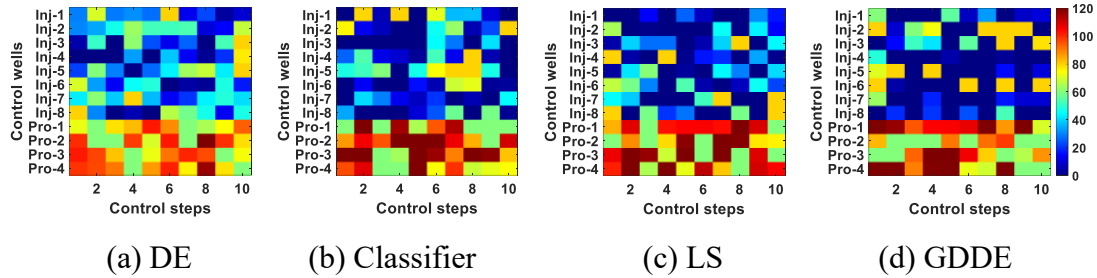 Control wells
Inj-1
Inj-2
Inj-3
Inj-4
Inj-5
Inj-6
Inj-7
Inj-8
Pro-1
Pro-2
Pro-3
Pro-4
2 4 6 8 10
Control steps
(a) DE
Control wells
Inj-1
Inj-2
Inj-3
Inj-4
Inj-5
Inj-6
Inj-7
Inj-8
Pro-1
Pro-2
Pro-3
Pro-4
2 4 6 8 10
Control steps
(b) Classifier
Control wells
Inj-1
Inj-2
Inj-3
Inj-4
Inj-5
Inj-6
Inj-7
Inj-8
Pro-1
Pro-2
Pro-3
Pro-4
2 4 6 8 10
Control steps
(c) LS
Control wells
Inj-1
Inj-2
Inj-3
Inj-4
Inj-5
Inj-6
Inj-7
Inj-8
Pro-1
Pro-2
Pro-3
Pro-4
2 4 6 8 10
Control steps
(d) GDDE
120
100
80
60
40
20
0